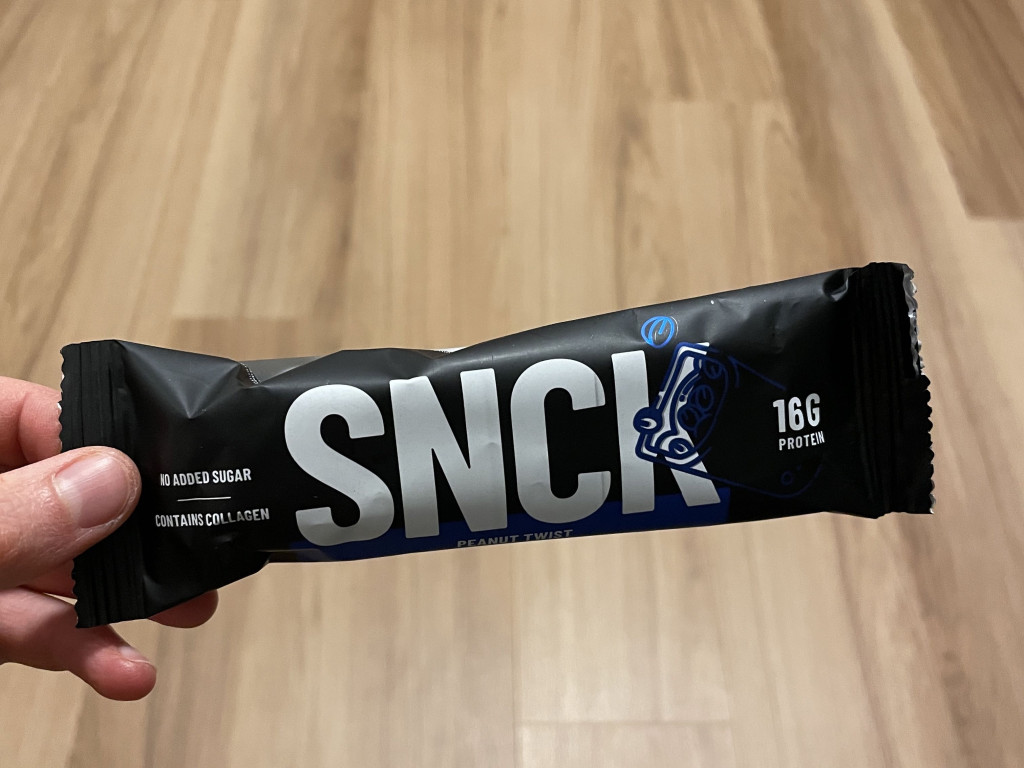 NO ADDED SUGAR
CONTAINS COLLAGEN
SNCK
PEANUT TWIST
16G
PROTEIN